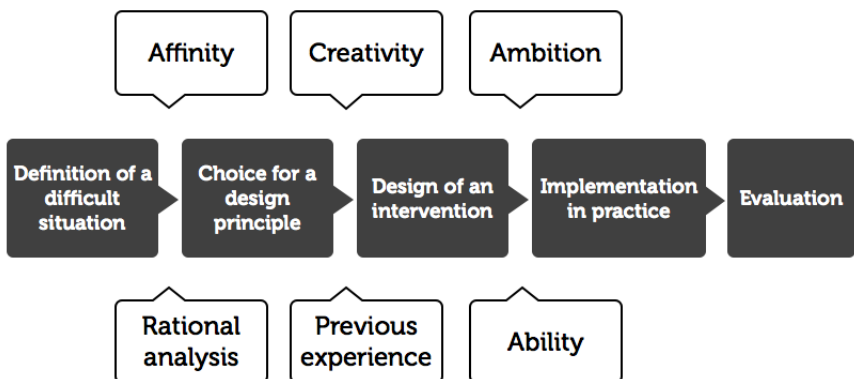 Affinity
Creativity
Ambition
Definition of a
difficult
situation
Choice for a
design
principle
Design of an
intervention
Implementation
in practice
Evaluation
Rational
analysis
Previous
experience
Ability